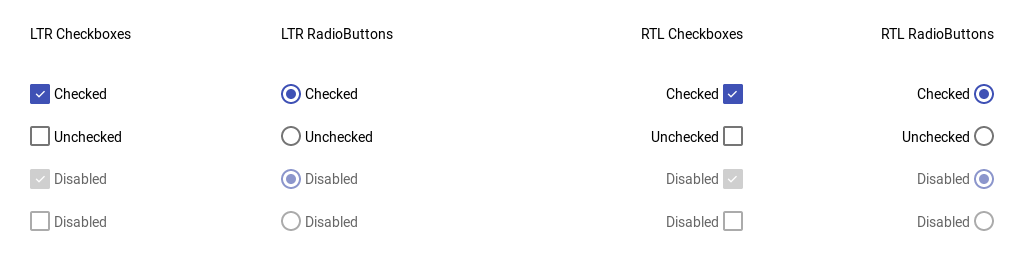 LTR Checkboxes
Checked
Unchecked
Disabled
Disabled
LTR RadioButtons
Checked
Unchecked
Disabled
Disabled
RTL Checkboxes
Checked
Unchecked
Disabled
Disabled
RTL RadioButtons
Checked
Unchecked
Disabled
Disabled